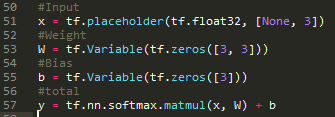 50 #Input
51 x = tf.placeholder(tf.float32, [None, 3])
52 #Weight
53 W = tf.Variable(tf.zeros([3, 3]))
54 #Bias
55 b = tf.Variable(tf.zeros([3]))
56 #total
57 y = tf.nn.softmax.matmul(x, W) + b